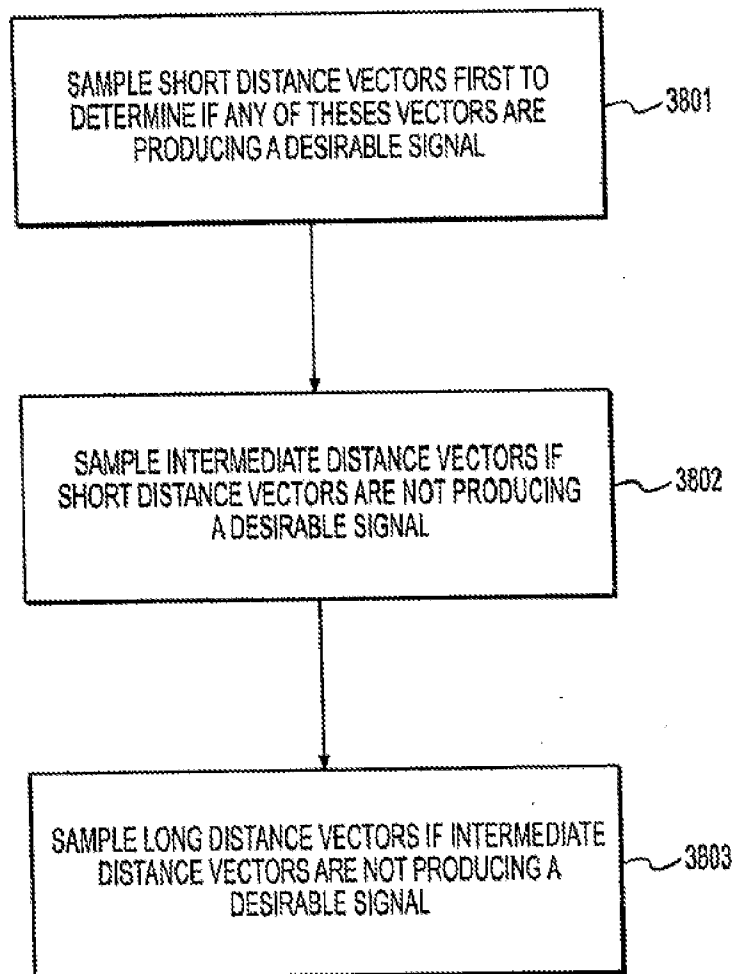 SAMPLE SHORT DISTANCE VECTORS FIRST TO
DETERMINE IF ANY OF THESES VECTORS ARE
PRODUCING A DESIRABLE SIGNAL
3801
SAMPLE INTERMEDIATE DISTANCE VECTORS IF
SHORT DISTANCE VECTORS ARE NOT PRODUCING
A DESIRABLE SIGNAL
3802
SAMPLE LONG DISTANCE VECTORS IF INTERMEDIATE
DISTANCE VECTORS ARE NOT PRODUCING A
DESIRABLE SIGNAL
3803